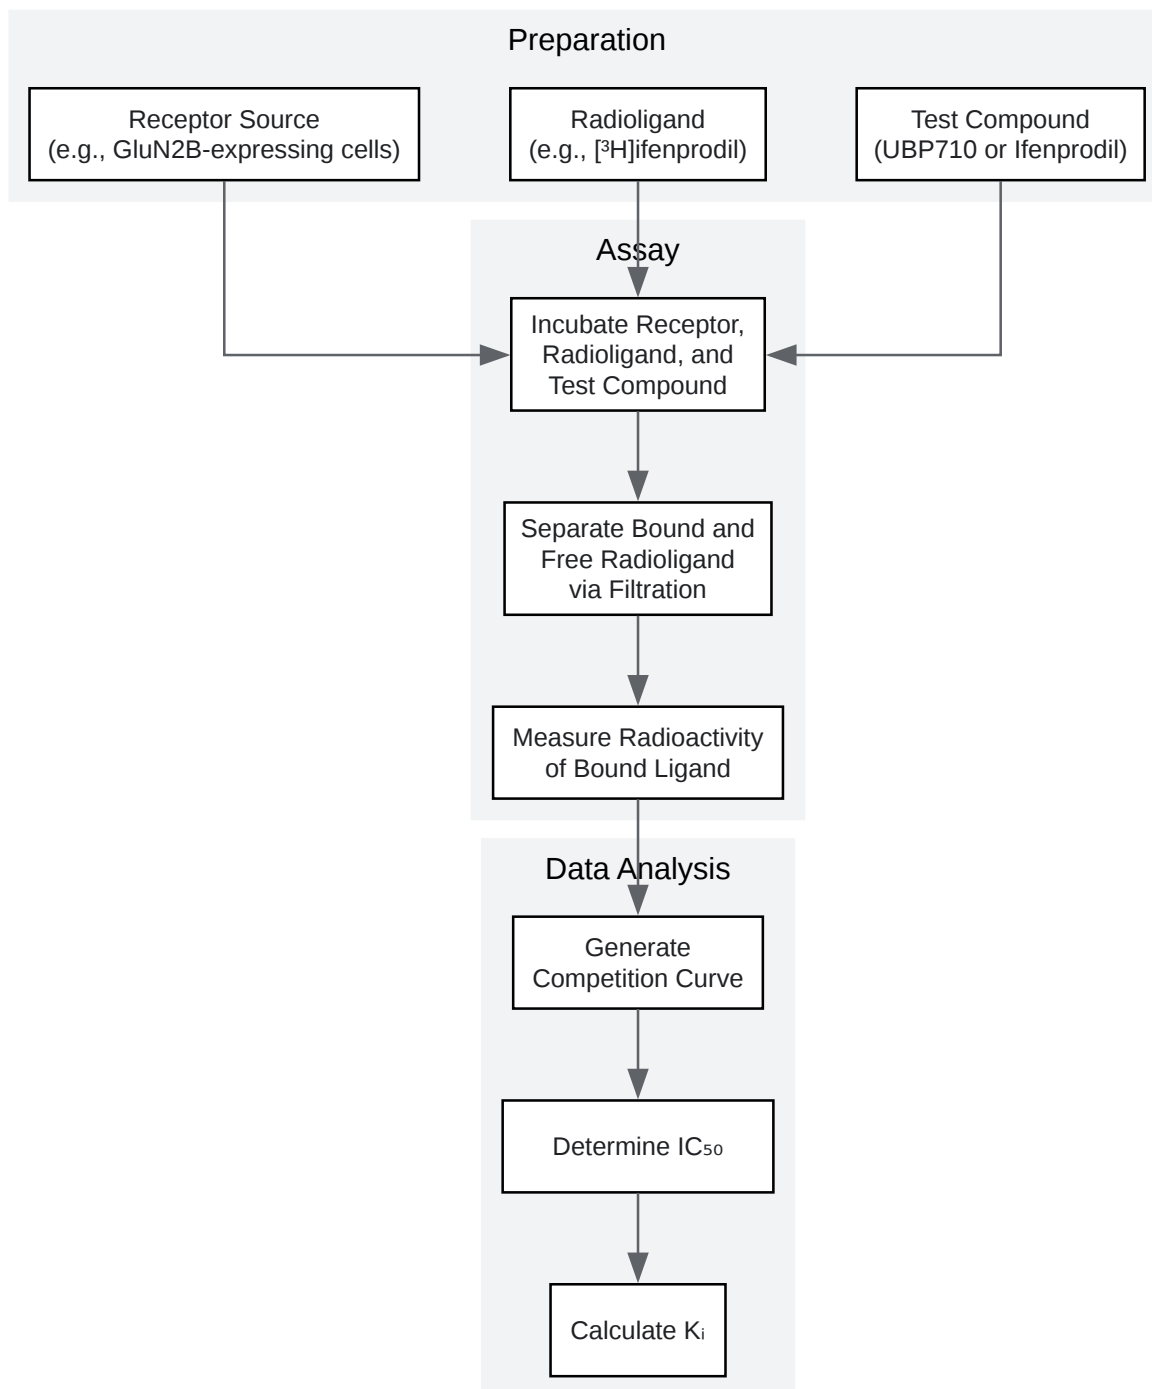 Preparation
Receptor Source
(e.g., GluN2B-expressing cells)
Radioligand
(e.g., [³H]ifenprodil)
Test Compound
(UBP710 or Ifenprodil)
Assay
Incubate Receptor,
Radioligand, and
Test Compound
Separate Bound and
Free Radioligand
via Filtration
Measure Radioactivity
of Bound Ligand
Data Analysis
Generate
Competition Curve
Determine IC₅₀
Calculate Kᵢ